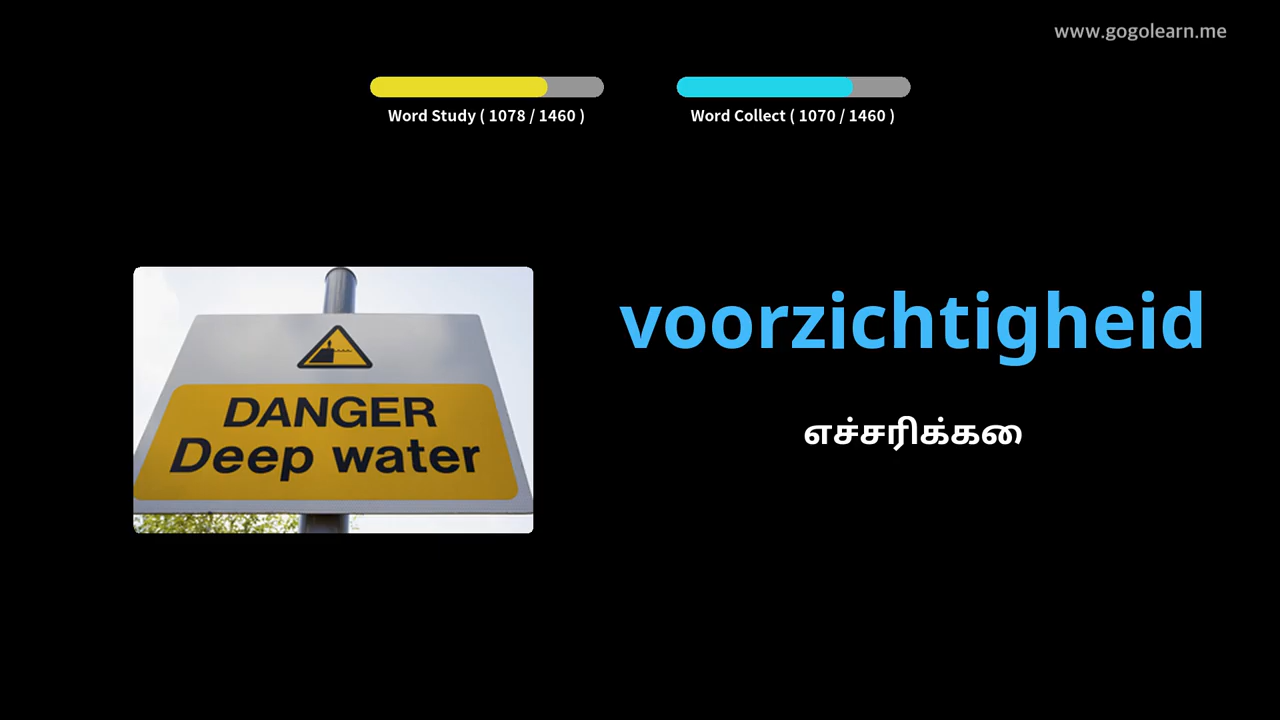 www.gogolearn.me
Word Study ( 1078 / 1460 )
Word Collect ( 1070 / 1460 )
DANGER
Deep water
voorzichtigheid
எச்சரிக்கை